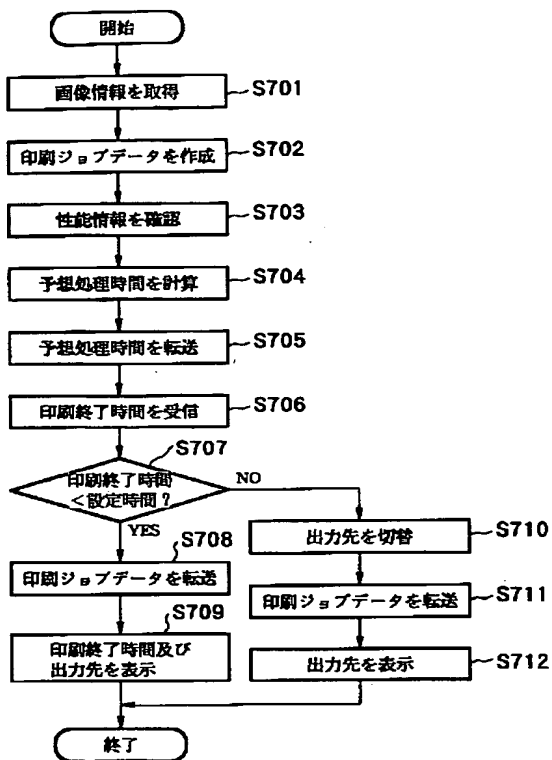 開始
画像情報を取得
S701
印刷ジョブデータを作成
S702
性能情報を確認
S703
予想処理時間を計算
S704
予想処理時間を転送
S705
印刷終了時間を受信
S706
S707
印刷終了時間
<設定時間?
NO
YES
S708
印刷ジョブデータを転送
S709
印刷終了時間及び
出力先を表示
出力先を切替
S710
印刷ジョブデータを転送
S711
出力先を表示
S712
終了